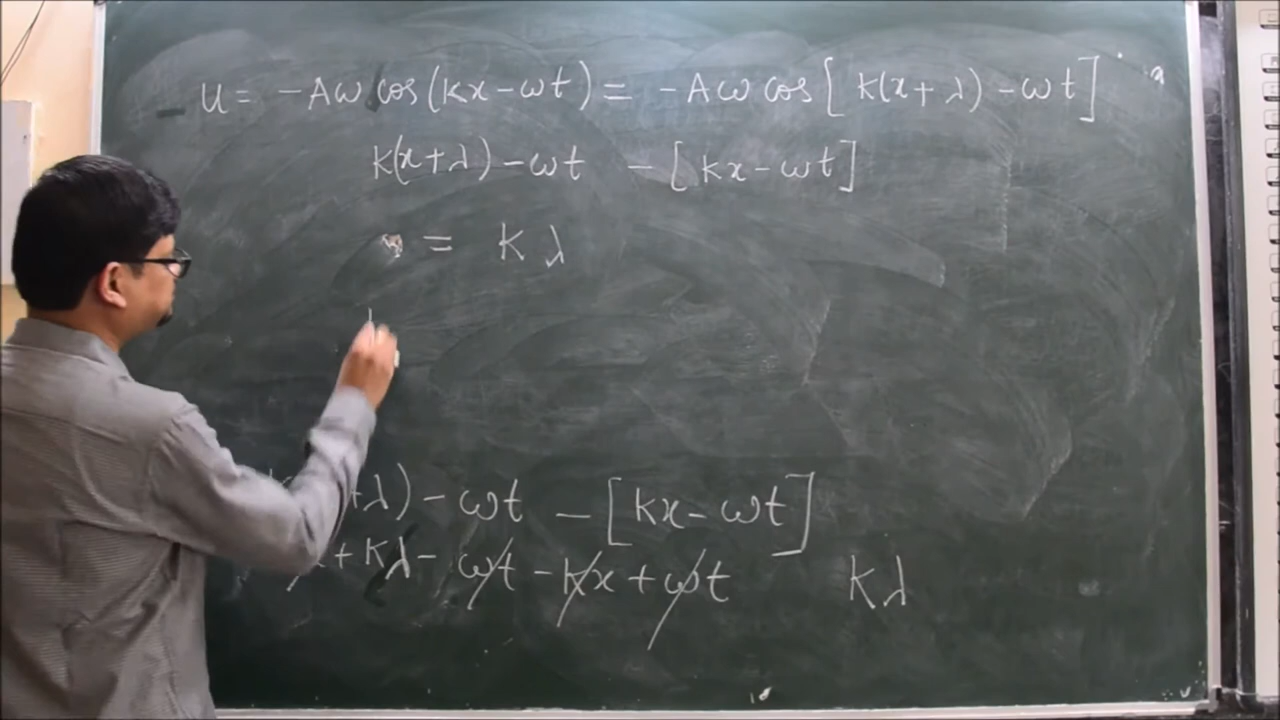 u = -Aω cos(kx - ωt) = -Aω cos[k(x+λ) - ωt]
k(x+λ) - ωt - [kx - ωt]
= kλ
+λ) - ωt - [kx - ωt]
+ kλ - ωt - kx + ωt kλ